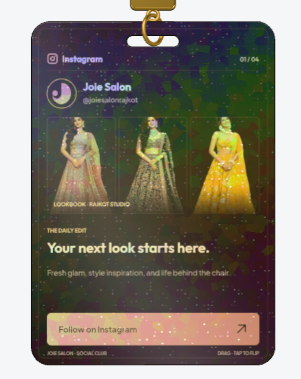 Instagram
01 / 04
Joie Salon
@joiesalonrajkot
LOOKBOOK · RAJKOT STUDIO
THE DAILY EDIT
Your next look starts here.
Fresh glam, style inspiration, and life behind the chair.
Follow on Instagram
JOIE SALON · SOCIAL CLUB
DRAG · TAP TO FLIP